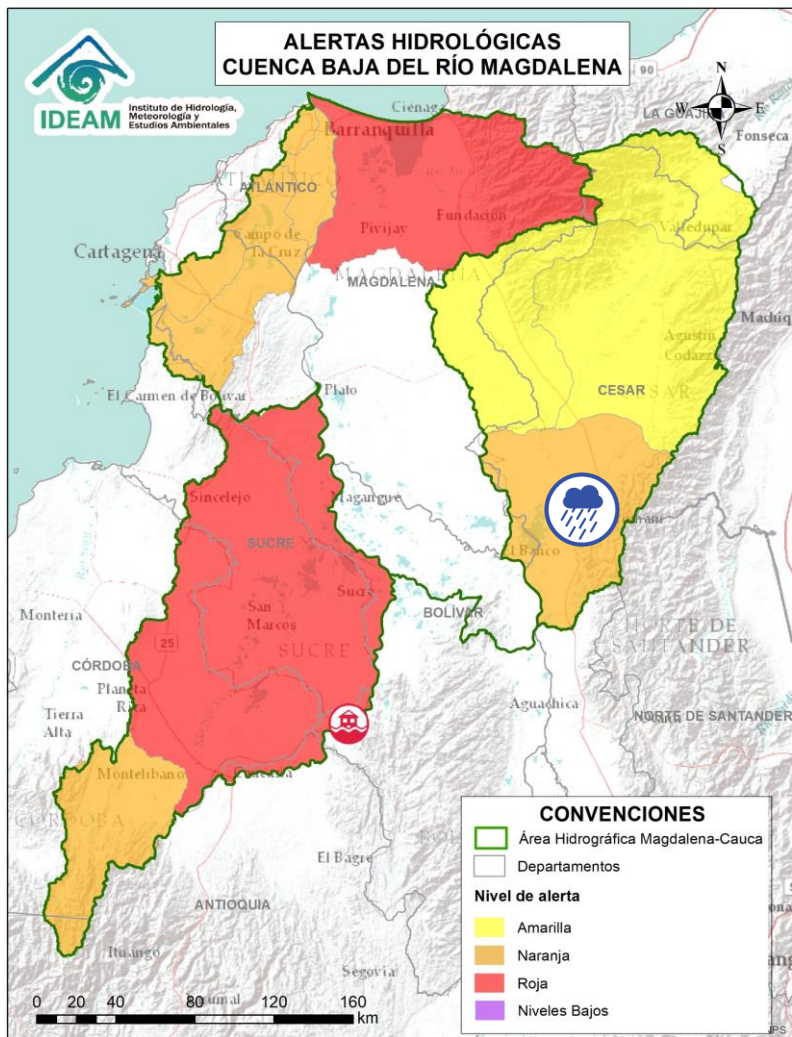 ALERTAS HIDROLÓGICAS
CUENCA BAJA DEL RÍO MAGDALENA
IDEAM
Instituto de Hidrología,
Meteorología y
Estudios Ambientales
90
N
W
E
S
LA GUAJIRA
Fonseca
Ciénaga
Barranquilla
ATLÁNTICO
Campo de
la Cruz
Cartagena
Pivijay
Fundación
Valledupar
MAGDALENA
MAGDALENA
Agustín
Codazzi
CESAR
El Carmen de Bolívar
Plato
Sincelejo
Magangué
SUCRE
El Banco
Sucre
BOLÍVAR
San
Marcos
SUCRE
Montería
25
CÓRDOBA
Planeta
Rica
Tierra
Alta
NORTE DE
SANTANDER
NORTE DE SANTANDER
Aguachica
Montelíbano
El Bagre
ANTIOQUIA
Ituango
Segovia
CONVENCIONES
Área Hidrográfica Magdalena-Cauca
Departamentos
Nivel de alerta
Amarilla
Naranja
Roja
Niveles Bajos
0 20 40 80 120 160
km